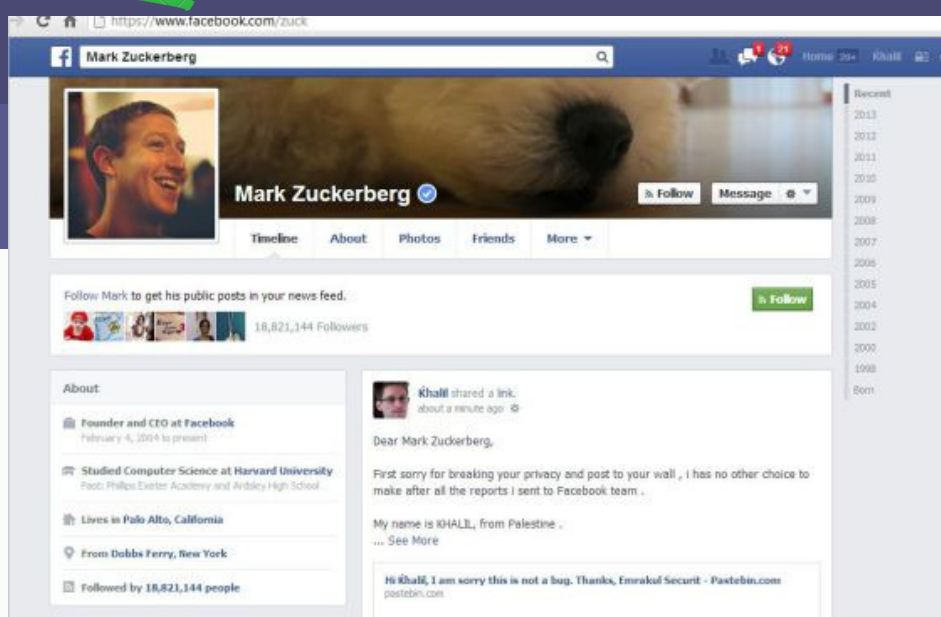 https://www.facebook.com/zuck
f Mark Zuckerberg
1 21 Home 20+ Khalil
Mark Zuckerberg
Follow Message
Timeline About Photos Friends More
Follow Mark to get his public posts in your news feed.
Follow
18,821,144 Followers
About
Founder and CEO at Facebook
February 4, 2004 to present
Studied Computer Science at Harvard University
Past: Phillips Exeter Academy and Ardsley High School
Lives in Palo Alto, California
From Dobbs Ferry, New York
Followed by 18,821,144 people
Ќhalil shared a link.
about a minute ago
Dear Mark Zuckerberg,
First sorry for breaking your privacy and post to your wall , i has no other choice to
make after all the reports i sent to Facebook team .
My name is KHALIL, from Palestine .
... See More
Hi Ќhalil, I am sorry this is not a bug. Thanks, Emrakul Securit - Pastebin.com
pastebin.com
Recent
2013
2012
2011
2010
2009
2008
2007
2006
2005
2004
2002
2000
1998
Born